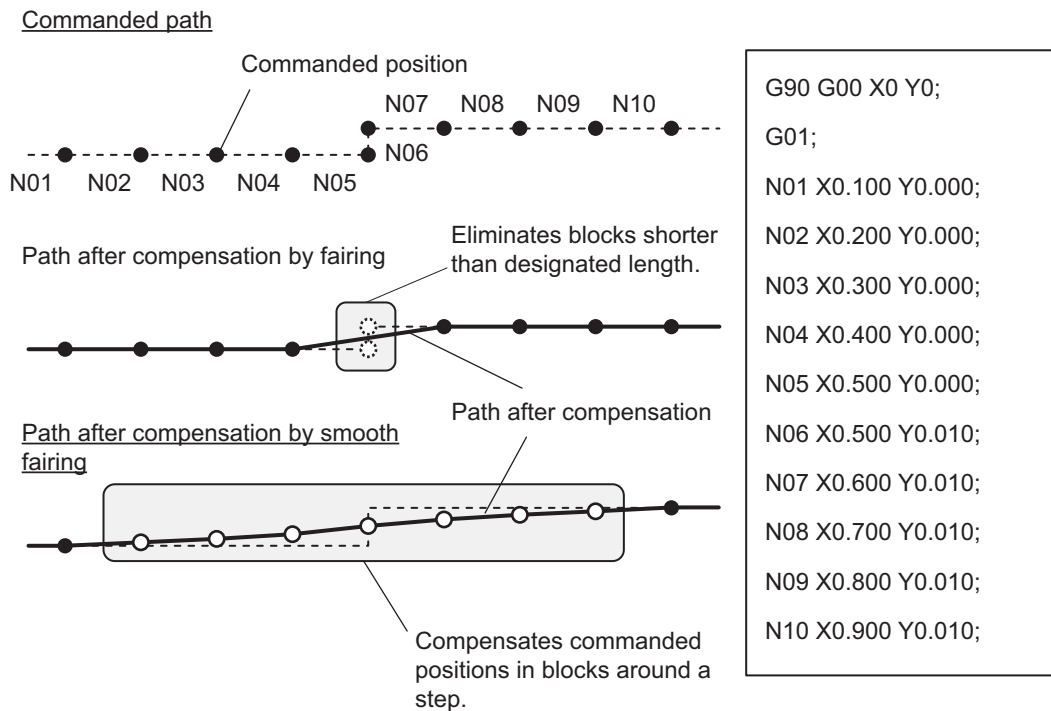 Commanded path
Commanded position
N07 N08 N09 N10
N06
N01 N02 N03 N04 N05
Path after compensation by fairing
Eliminates blocks shorter
than designated length.
Path after compensation
Path after compensation by smooth
fairing
Compensates commanded
positions in blocks around a
step.
G90 G00 X0 Y0;
G01;
N01 X0.100 Y0.000;
N02 X0.200 Y0.000;
N03 X0.300 Y0.000;
N04 X0.400 Y0.000;
N05 X0.500 Y0.000;
N06 X0.500 Y0.010;
N07 X0.600 Y0.010;
N08 X0.700 Y0.010;
N09 X0.800 Y0.010;
N10 X0.900 Y0.010;